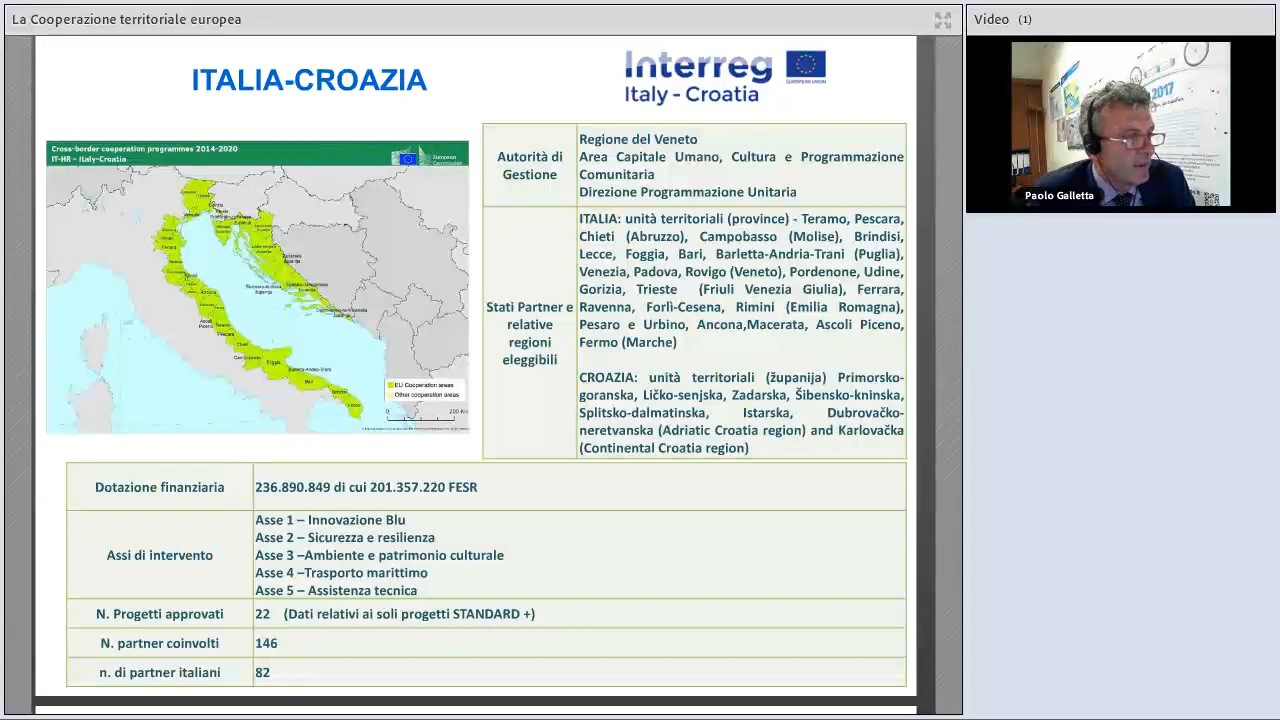 La Cooperazione territoriale europea
Video (1)
2017
Paolo Galletta
ITALIA-CROAZIA
Interreg
EUROPEAN UNION
Italy - Croatia
Cross-border cooperation programmes 2014-2020
IT-HR - Italy-Croatia
European
Commission
EU Cooperation areas
Other cooperation areas
0
200 Km
Autorità di
Gestione
Regione del Veneto
Area Capitale Umano, Cultura e Programmazione
Comunitaria
Direzione Programmazione Unitaria
Stati Partner e
relative
regioni
eleggibili
ITALIA: unità territoriali (province) - Teramo, Pescara,
Chieti (Abruzzo), Campobasso (Molise), Brindisi,
Lecce, Foggia, Bari, Barletta-Andria-Trani (Puglia),
Venezia, Padova, Rovigo (Veneto), Pordenone, Udine,
Gorizia, Trieste (Friuli Venezia Giulia), Ferrara,
Ravenna, Forlì-Cesena, Rimini (Emilia Romagna),
Pesaro e Urbino, Ancona,Macerata, Ascoli Piceno,
Fermo (Marche)
CROAZIA: unità territoriali (županija) Primorsko-
goranska, Ličko-senjska, Zadarska, Šibensko-kninska,
Splitsko-dalmatinska, Istarska, Dubrovačko-
neretvanska (Adriatic Croatia region) and Karlovačka
(Continental Croatia region)
Dotazione finanziaria
236.890.849 di cui 201.357.220 FESR
Assi di intervento
Asse 1 – Innovazione Blu
Asse 2 – Sicurezza e resilienza
Asse 3 –Ambiente e patrimonio culturale
Asse 4 –Trasporto marittimo
Asse 5 – Assistenza tecnica
N. Progetti approvati
22 (Dati relativi ai soli progetti STANDARD +)
N. partner coinvolti
146
n. di partner italiani
82